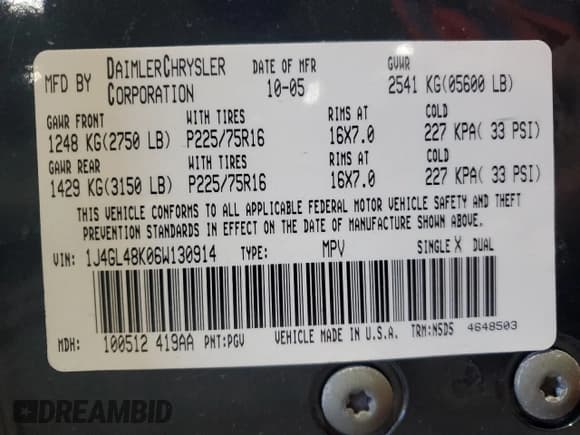 MFD BY DAIMLERCHRYSLER CORPORATION DATE OF MFR 10-05 GVWR 2541 KG(05600 LB)
GAWR FRONT WITH TIRES RIMS AT COLD
1248 KG(2750 LB) P225/75R16 16X7.0 227 KPA( 33 PSI)
GAWR REAR WITH TIRES RIMS AT COLD
1429 KG(3150 LB) P225/75R16 16X7.0 227 KPA( 33 PSI)
THIS VEHICLE CONFORMS TO ALL APPLICABLE FEDERAL MOTOR VEHICLE SAFETY AND THEFT
PREVENTION STANDARDS IN EFFECT ON THE DATE OF MANUFACTURE SHOWN ABOVE.
VIN: 1J4GL48K06W130914 TYPE: MPV SINGLE X DUAL
MDH: 100512 419AA PNT:PGV VEHICLE MADE IN U.S.A. TRM:N5D5 4648503
DREAMBID